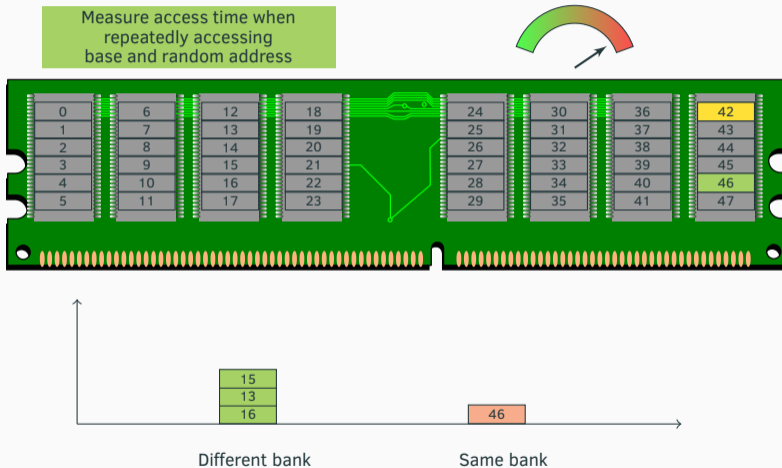 Measure access time when
repeatedly accessing
base and random address
0 6 12 18 24 30 36 42
1 7 13 19 25 31 37 43
2 8 14 20 26 32 38 44
3 9 15 21 27 33 39 45
4 10 16 22 28 34 40 46
5 11 17 23 29 35 41 47
15
13
16 46
Different bank Same bank